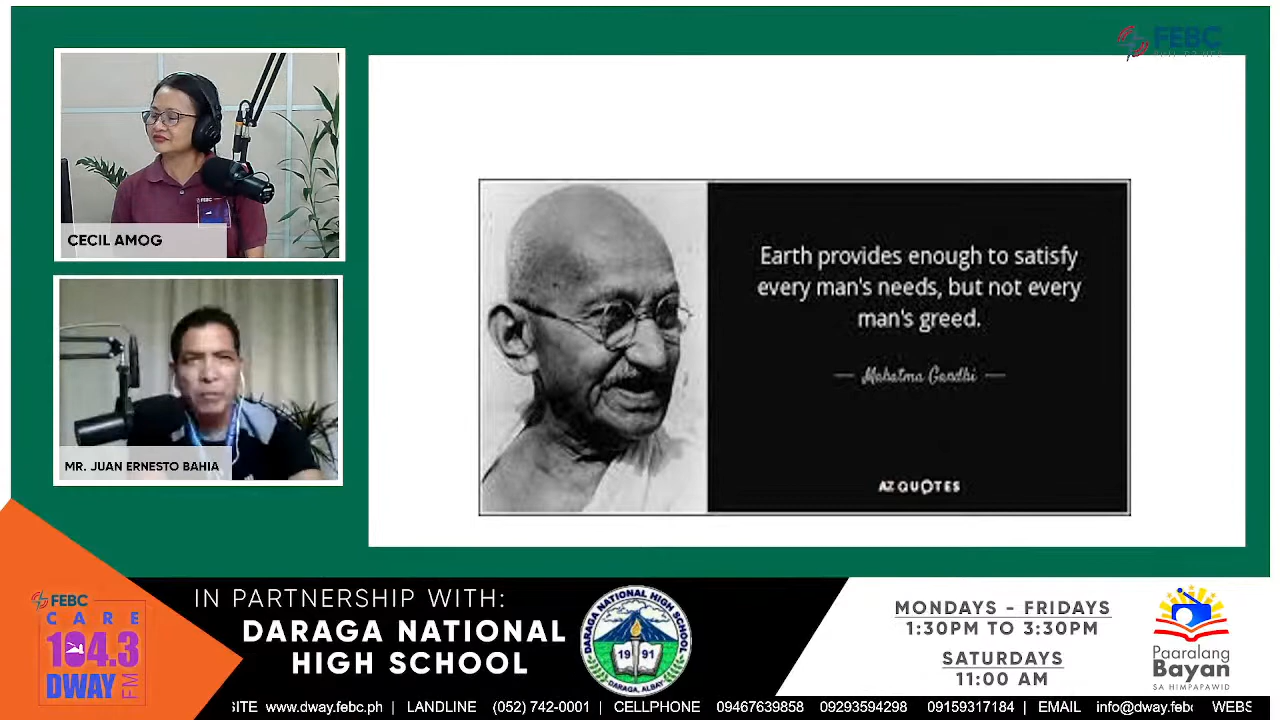 FEBC
CECIL AMOG
MR. JUAN ERNESTO BAHIA
Earth provides enough to satisfy
every man's needs, but not every
man's greed.
— Mahatma Gandhi —
AZ QUOTES
FEBC
CARE
104.3
DWAY FM
IN PARTNERSHIP WITH:
DARAGA NATIONAL
HIGH SCHOOL
DARAGA NATIONAL HIGH SCHOOL
1991
DARAGA, ALBAY
MONDAYS - FRIDAYS
1:30PM TO 3:30PM
SATURDAYS
11:00 AM
Paaralang
Bayan
SA HIMPAPAWID
SITE www.dway.febc.ph | LANDLINE (052) 742-0001 | CELLPHONE 09467639858 09293594298 09159317184 | EMAIL info@dway.febc WEBS